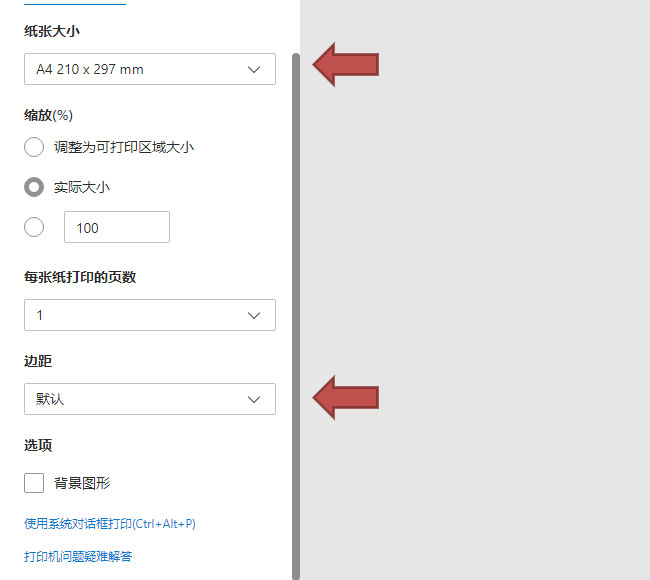 纸张大小
A4 210 x 297 mm
缩放(%)
调整为可打印区域大小
实际大小
100
每张纸打印的页数
1
边距
默认
选项
背景图形
使用系统对话框打印(Ctrl+Alt+P)
打印机问题疑难解答